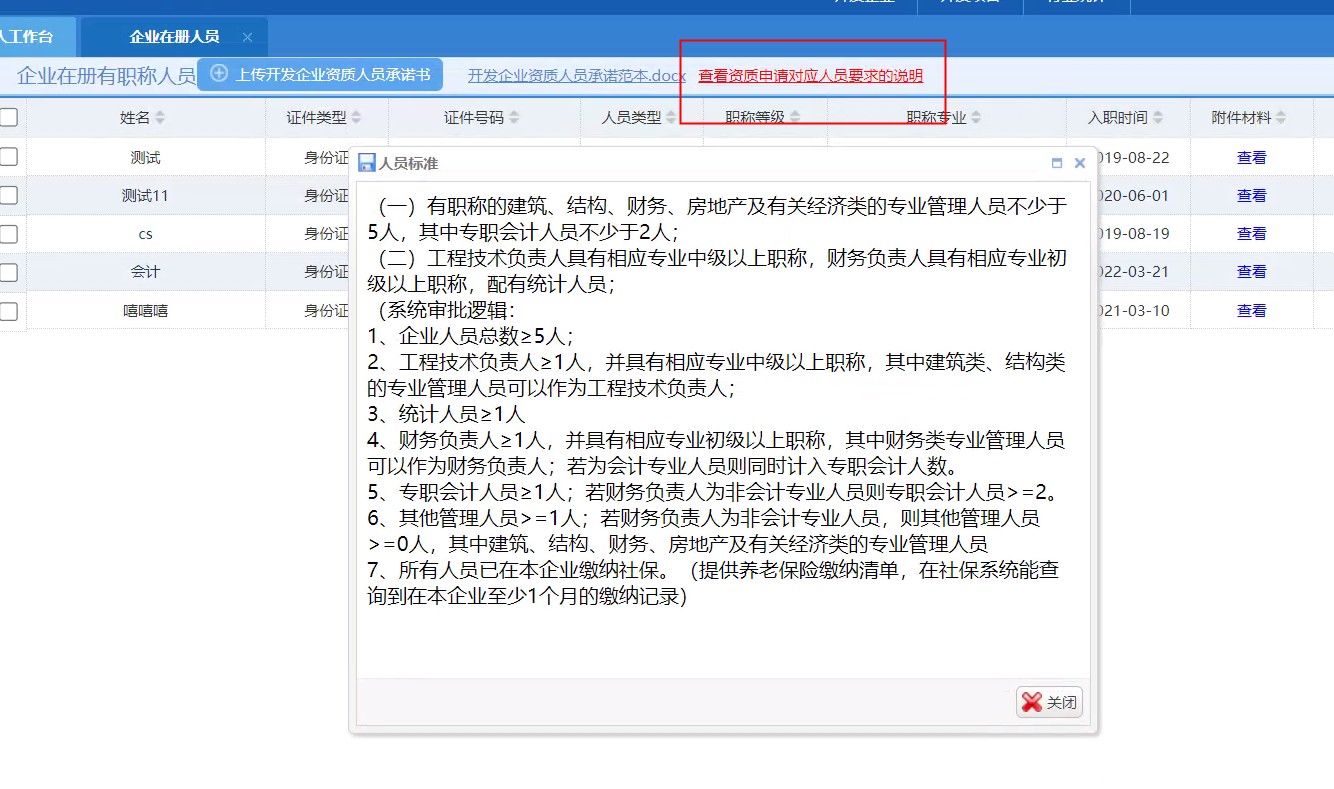 人工作台 企业在册人员
企业在册有职称人员 上传开发企业资质人员承诺书 开发企业资质人员承诺范本.docx 查看资质申请对应人员要求的说明
姓名 证件类型 证件号码 人员类型 职称等级 职称专业 入职时间 附件材料
测试 身份证 019-08-22 查看
测试11 身份证 020-06-01 查看
cs 身份证 019-08-19 查看
会计 身份证 022-03-21 查看
嘻嘻嘻 身份证 021-03-10 查看
人员标准
（一）有职称的建筑、结构、财务、房地产及有关经济类的专业管理人员不少于
5人，其中专职会计人员不少于2人；
（二）工程技术负责人具有相应专业中级以上职称，财务负责人具有相应专业初
级以上职称，配有统计人员；
（系统审批逻辑：
1、企业人员总数≥5人；
2、工程技术负责人≥1人，并具有相应专业中级以上职称，其中建筑类、结构类
的专业管理人员可以作为工程技术负责人；
3、统计人员≥1人
4、财务负责人≥1人，并具有相应专业初级以上职称，其中财务类专业管理人员
可以作为财务负责人；若为会计专业人员则同时计入专职会计人数。
5、专职会计人员≥1人；若财务负责人为非会计专业人员则专职会计人员>=2。
6、其他管理人员>=1人；若财务负责人为非会计专业人员，则其他管理人员
>=0人，其中建筑、结构、财务、房地产及有关经济类的专业管理人员
7、所有人员已在本企业缴纳社保。（提供养老保险缴纳清单，在社保系统能查
询到在本企业至少1个月的缴纳记录）
关闭